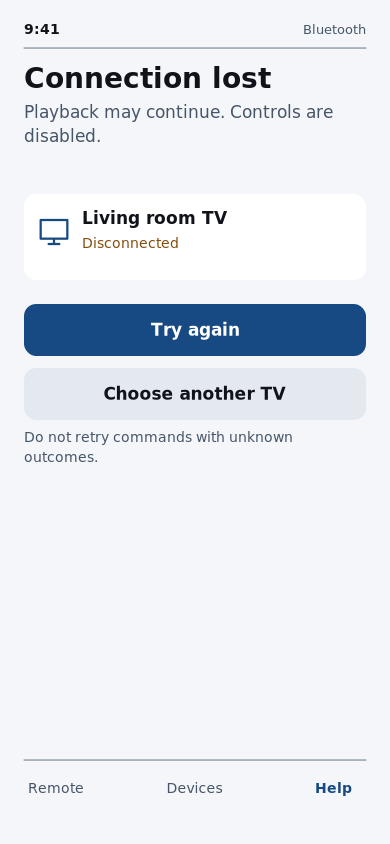 9:41
Bluetooth
Connection lost
Playback may continue. Controls are
disabled.
Living room TV
Disconnected
Try again
Choose another TV
Do not retry commands with unknown
outcomes.
Remote
Devices
Help